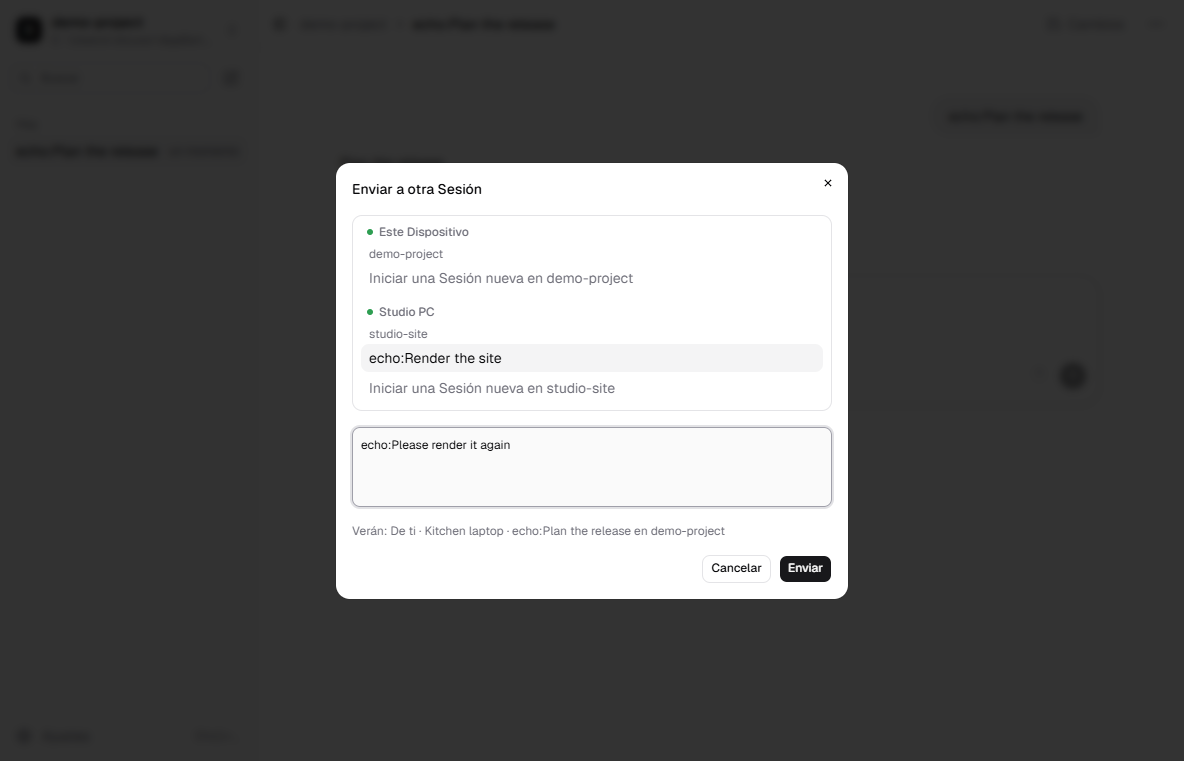 Enviar a otra Sesión
Este Dispositivo
demo-project
Iniciar una Sesión nueva en demo-project
Studio PC
studio-site
echo:Render the site
Iniciar una Sesión nueva en studio-site
echo:Please render it again
Verán: De ti · Kitchen laptop · echo:Plan the release en demo-project
Cancelar
Enviar